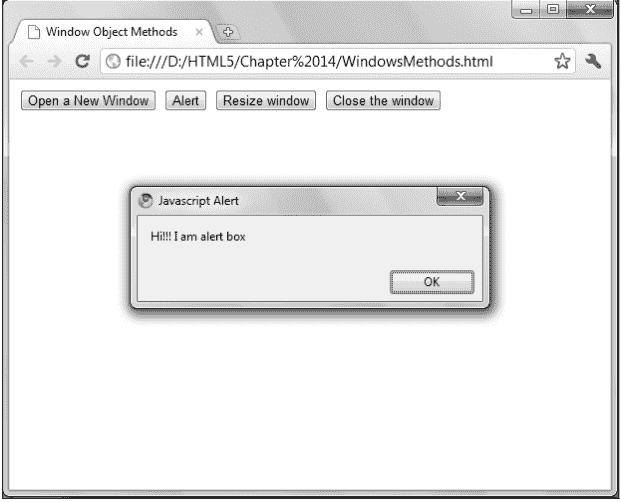 Window Object Methods
file:///D:/HTML5/Chapter%2014/WindowsMethods.html
Open a New Window Alert Resize window Close the window
Javascript Alert
Hi!!! I am alert box
OK